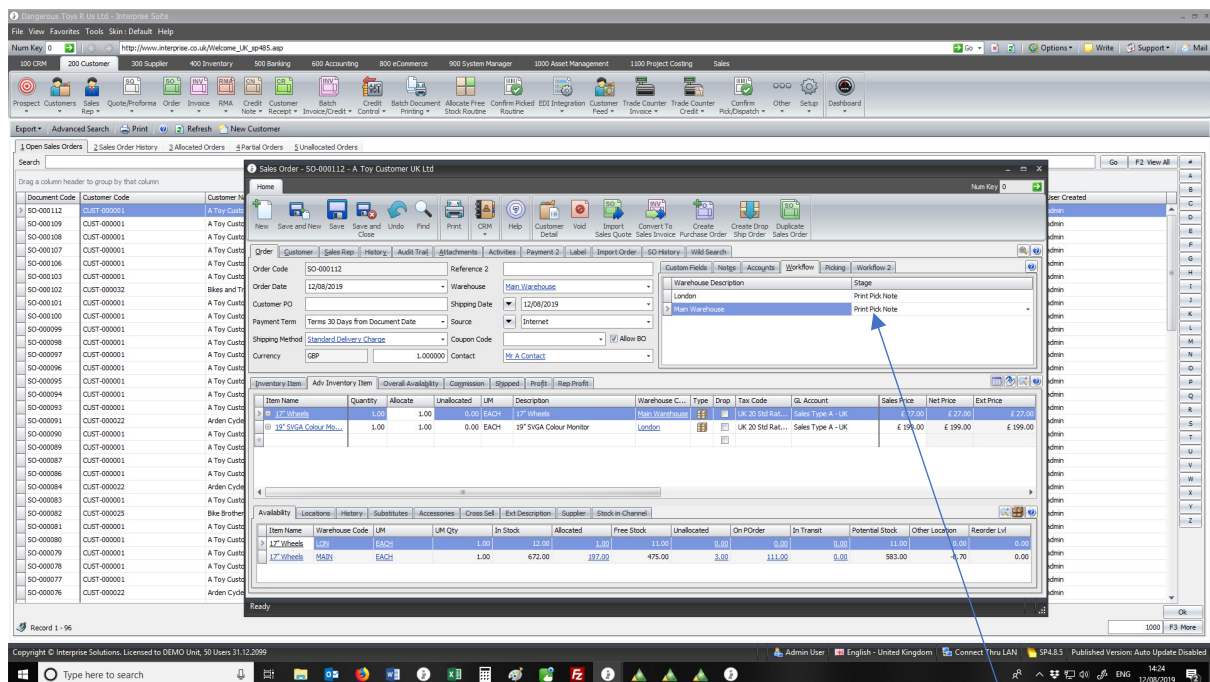 Dangerous Toys R Us Ltd - Interprise Suite
File View Favorites Tools Skin : Default Help
Num Key 0 http://www.interprise.co.uk/Welcome_UK_sp485.asp Go Options Write Support Mail
100 CRM 200 Customer 300 Supplier 400 Inventory 500 Banking 600 Accounting 800 eCommerce 900 System Manager 1000 Asset Management 1100 Project Costing Sales
Prospect Customers Sales Rep Quote/Proforma Order Invoice RMA Credit Note Customer Receipt Batch Invoice/Credit Credit Control Batch Document Printing Allocate Free Stock Routine Confirm Picked Routine EDI Integration Customer Feed Trade Counter Invoice Trade Counter Credit Confirm Pick/Dispatch Other Setup Dashboard
Export Advanced Search Print Refresh New Customer
1 Open Sales Orders 2 Sales Order History 3 Allocated Orders 4 Partial Orders 5 Unallocated Orders
Search Go F2 View All #
Drag a column header to group by that column
Document Code Customer Code Customer N User Created
SO-000112 CUST-000001 A Toy Custo admin
SO-000109 CUST-000001 A Toy Custo admin
SO-000108 CUST-000001 A Toy Custo admin
SO-000107 CUST-000001 A Toy Custo admin
SO-000106 CUST-000001 A Toy Custo admin
SO-000103 CUST-000001 A Toy Custo admin
SO-000102 CUST-000032 Bikes and Tr admin
SO-000101 CUST-000001 A Toy Custo admin
SO-000100 CUST-000001 A Toy Custo admin
SO-000099 CUST-000001 A Toy Custo admin
SO-000098 CUST-000001 A Toy Custo admin
SO-000097 CUST-000001 A Toy Custo admin
SO-000096 CUST-000001 A Toy Custo admin
SO-000095 CUST-000001 A Toy Custo admin
SO-000094 CUST-000001 A Toy Custo admin
SO-000093 CUST-000001 A Toy Custo admin
SO-000091 CUST-000022 Arden Cycle admin
SO-000090 CUST-000001 A Toy Custo admin
SO-000089 CUST-000001 A Toy Custo admin
SO-000087 CUST-000001 A Toy Custo admin
SO-000086 CUST-000001 A Toy Custo admin
SO-000084 CUST-000022 Arden Cycle admin
SO-000083 CUST-000001 A Toy Custo admin
SO-000082 CUST-000025 Bike Brother admin
SO-000081 CUST-000001 A Toy Custo admin
SO-000080 CUST-000001 A Toy Custo admin
SO-000079 CUST-000001 A Toy Custo admin
SO-000078 CUST-000001 A Toy Custo admin
SO-000077 CUST-000001 A Toy Custo admin
SO-000076 CUST-000022 Arden Cycle admin
A
B
C
D
E
F
G
H
I
J
K
L
M
N
O
P
Q
R
S
T
U
V
W
X
Y
Z
Sales Order - SO-000112 - A Toy Customer UK Ltd
Home Num Key 0
New Save and New Save Save and Close Undo Find Print CRM Help Customer Detail Void Import Sales Quote Convert To Sales Invoice Create Purchase Order Create Drop Ship Order Duplicate Sales Order
Order Customer Sales Rep History Audit Trail Attachments Activities Payment 2 Label Import Order SO History Wild Search
Order Code SO-000112 Reference 2
Order Date 12/08/2019 Warehouse Main Warehouse
Customer PO Shipping Date 12/08/2019
Payment Term Terms 30 Days from Document Date Source Internet
Shipping Method Standard Delivery Charge Coupon Code Allow BO
Currency GBP 1.000000 Contact Mr A Contact
Custom Fields Notes Accounts Workflow Picking Workflow 2
Warehouse Description Stage
London Print Pick Note
Main Warehouse Print Pick Note
Inventory Item Adv Inventory Item Overall Availability Commission Shipped Profit Rep Profit
Item Name Quantity Allocate Unallocated UM Description Warehouse C... Type Drop Tax Code GL Account Sales Price Net Price Ext Price
17" Wheels 1.00 1.00 0.00 EACH 17" Wheels Main Warehouse UK 20 Std Rat... Sales Type A - UK £ 27.00 £ 27.00 £ 27.00
19" SVGA Colour Mo... 1.00 1.00 0.00 EACH 19" SVGA Colour Monitor London UK 20 Std Rat... Sales Type A - UK £ 199.00 £ 199.00 £ 199.00
Availability Locations History Substitutes Accessories Cross Sell Ext Description Supplier Stock in Channel
Item Name Warehouse Code UM UM Qty In Stock Allocated Free Stock Unallocated On POrder In Transit Potential Stock Other Location Reorder Lvl
17" Wheels LON EACH 1.00 12.00 1.00 11.00 0.00 0.00 0.00 11.00 0.00 0.00
17" Wheels MAIN EACH 1.00 672.00 197.00 475.00 3.00 111.00 0.00 583.00 70 0.00
Ready
Ok
Record 1 - 96 1000 F3 More
Copyright © Interprise Solutions. Licensed to DEMO Unit, 50 Users 31.12.2099 Admin User English - United Kingdom Connect Thru LAN SP4.8.5 Published Version: Auto Update Disabled
Type here to search ENG 14:24
12/08/2019